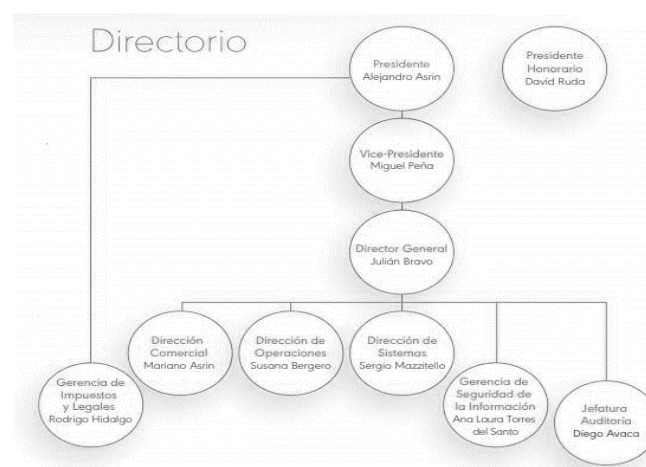 Directorio
Presidente
Alejandro Asrin
Presidente
Honorario
David Ruda
Vice-Presidente
Miguel Peña
Director General
Julián Bravo
Dirección
Comercial
Mariano Asrin
Dirección de
Operaciones
Susana Bergero
Dirección de
Sistemas
Sergio Mazzitello
Gerencia de
Impuestos
y Legales
Rodrigo Hidalgo
Gerencia de
Seguridad de
la Información
Ana Laura Torres
del Santo
Jefatura
Auditoría
Diego Avaca